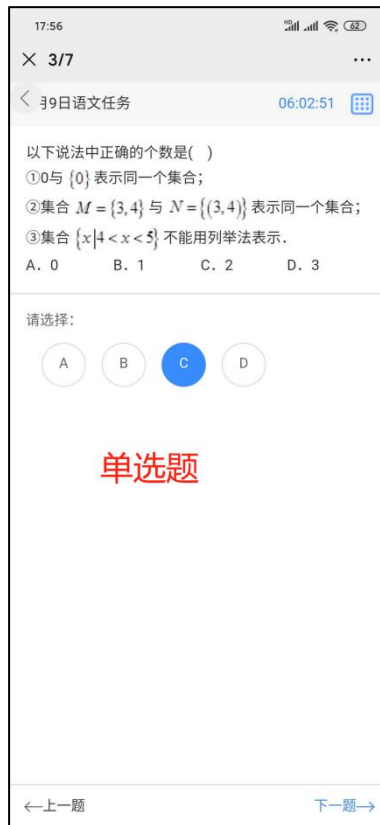 17:56
HD 62
× 3/7 ...
月9日语文任务 06:02:51
以下说法中正确的个数是( )
①0与 {0} 表示同一个集合；
②集合 M = {3,4} 与 N = {(3,4)} 表示同一个集合；
③集合 {x|4 < x < 5} 不能用列举法表示.
A. 0 B. 1 C. 2 D. 3
请选择：
A B C D
单选题
←上一题 下一题→